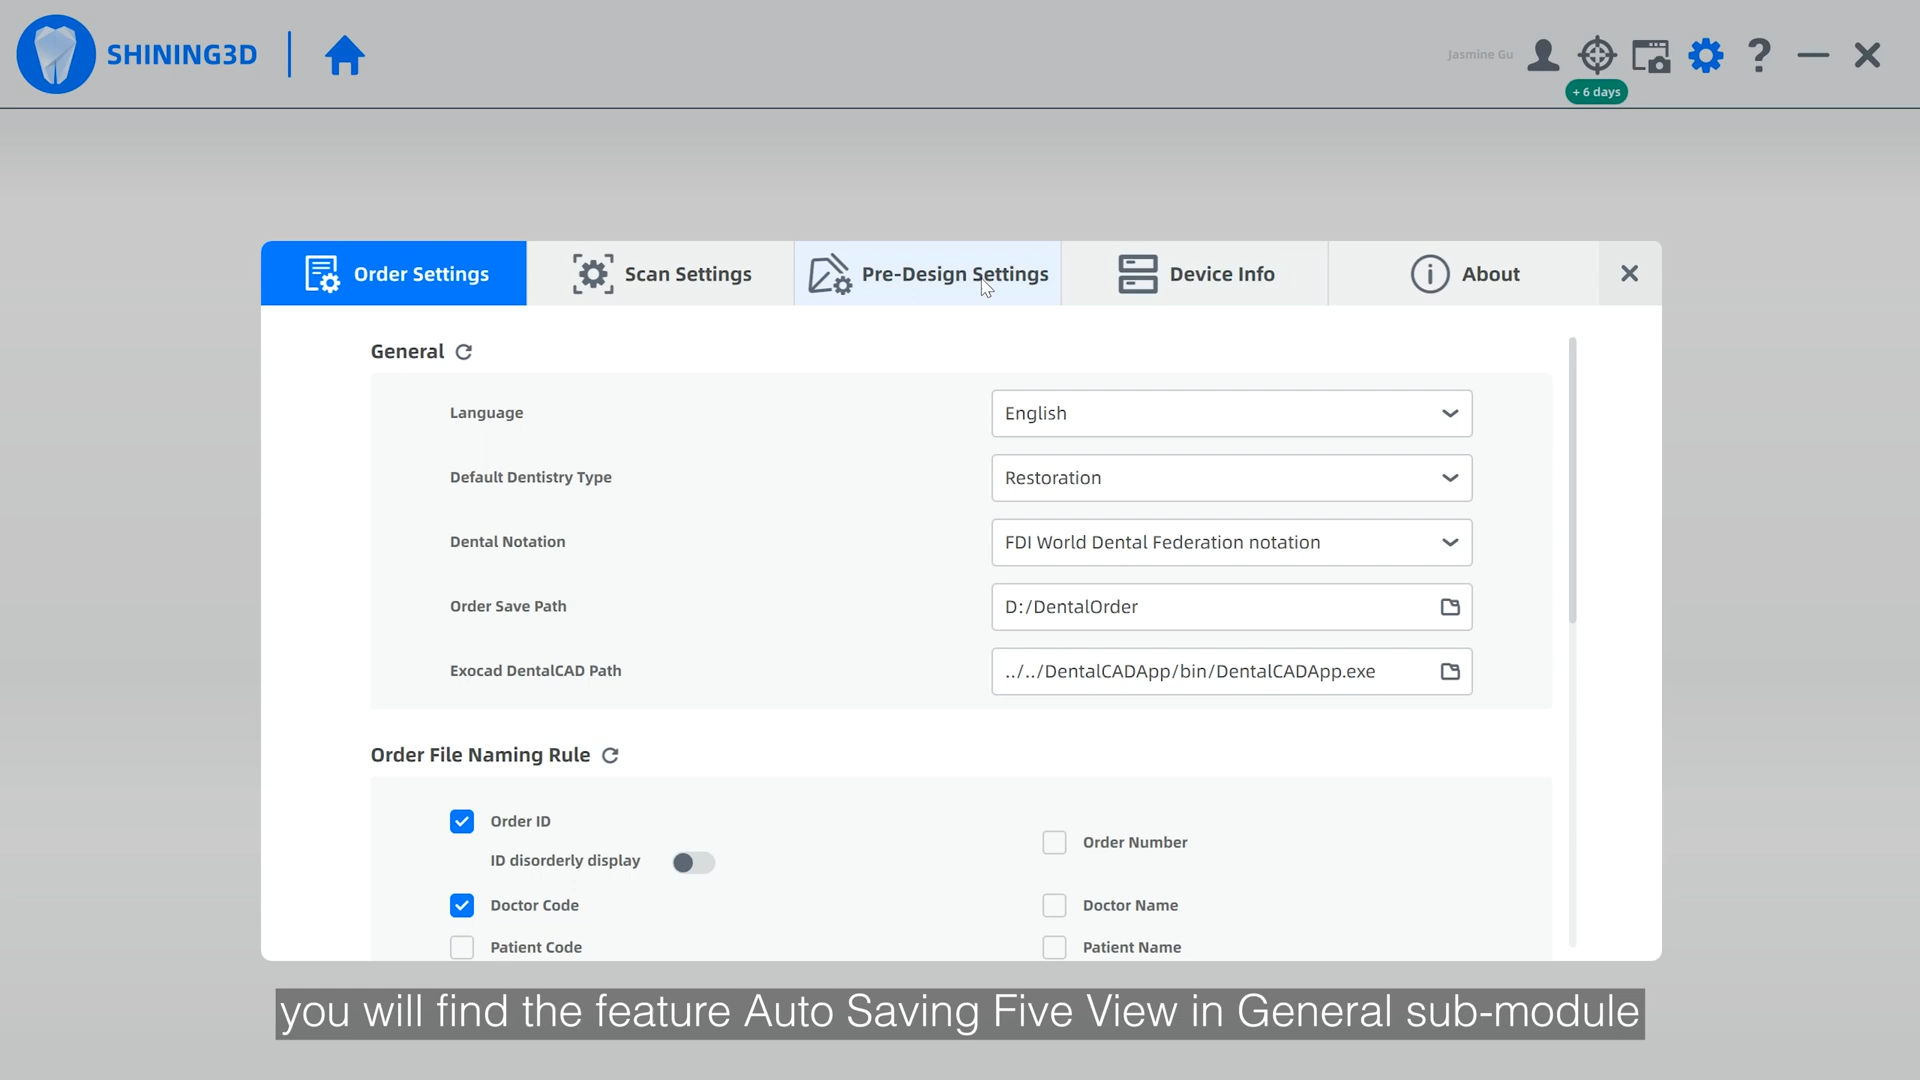 SHINING3D
Jasmine Gu
+ 6 days
Order Settings
Scan Settings
Pre-Design Settings
Device Info
About
General
Language
English
Default Dentistry Type
Restoration
Dental Notation
FDI World Dental Federation notation
Order Save Path
D:/DentalOrder
Exocad DentalCAD Path
../../DentalCADApp/bin/DentalCADApp.exe
Order File Naming Rule
Order ID
Order Number
ID disorderly display
Doctor Code
Doctor Name
Patient Code
Patient Name
you will find the feature Auto Saving Five View in General sub-module